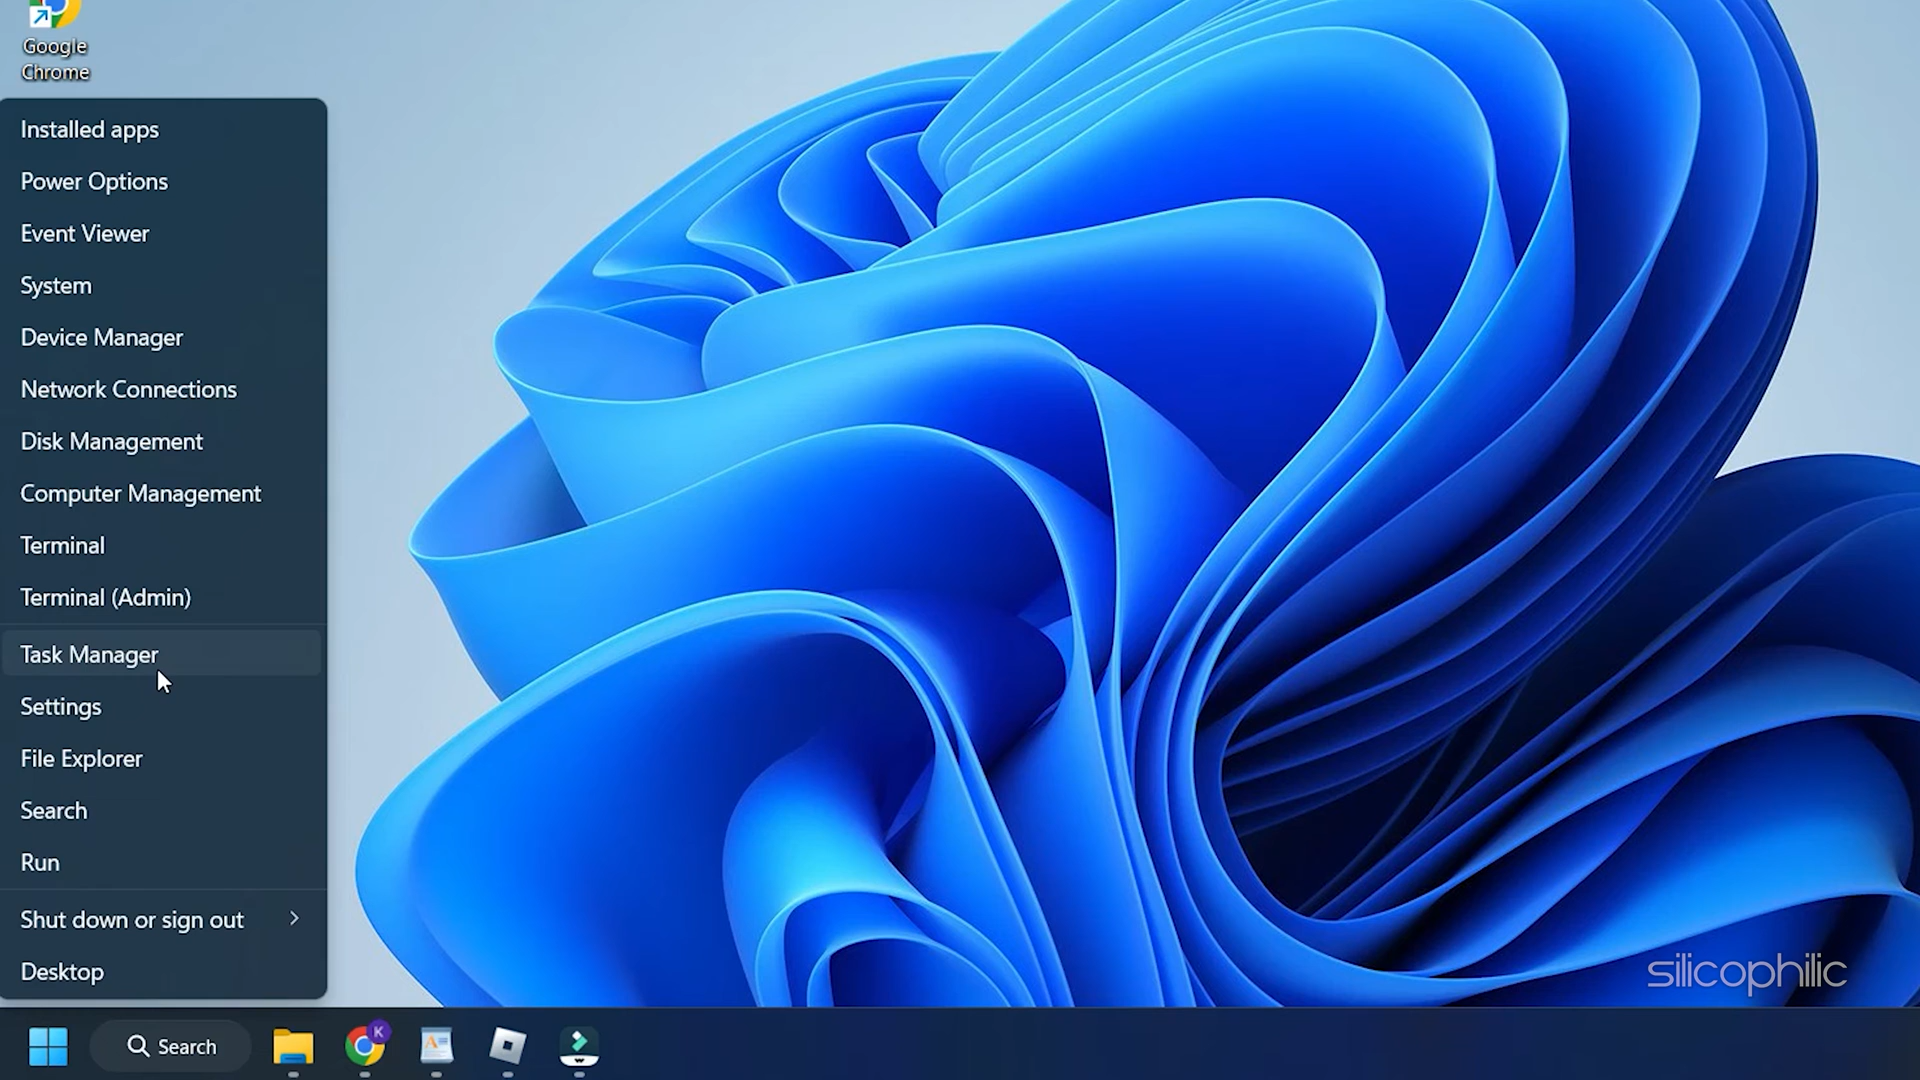 Google
Chrome
Installed apps
Power Options
Event Viewer
System
Device Manager
Network Connections
Disk Management
Computer Management
Terminal
Terminal (Admin)
Task Manager
Settings
File Explorer
Search
Run
Shut down or sign out
Desktop
silicophilic
Search
K